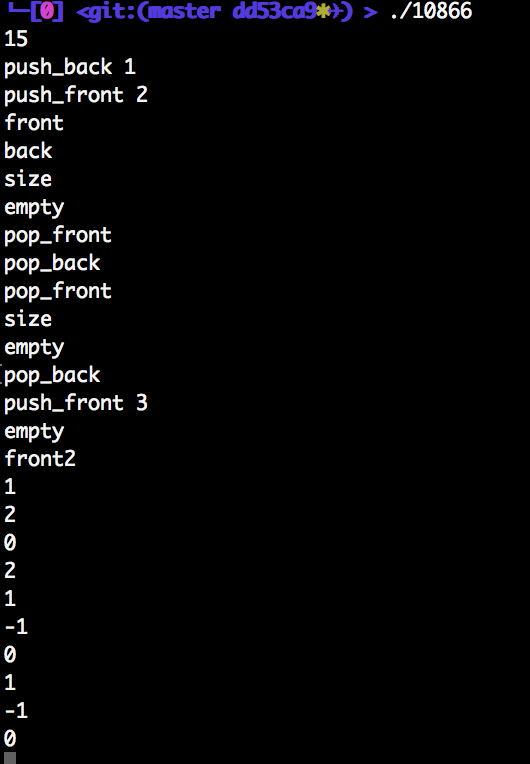 └─[0] <git:(master dd53ca9✱✈) > ./10866
15
push_back 1
push_front 2
front
back
size
empty
pop_front
pop_back
pop_front
size
empty
pop_back
push_front 3
empty
front2
1
2
0
2
1
-1
0
1
-1
0